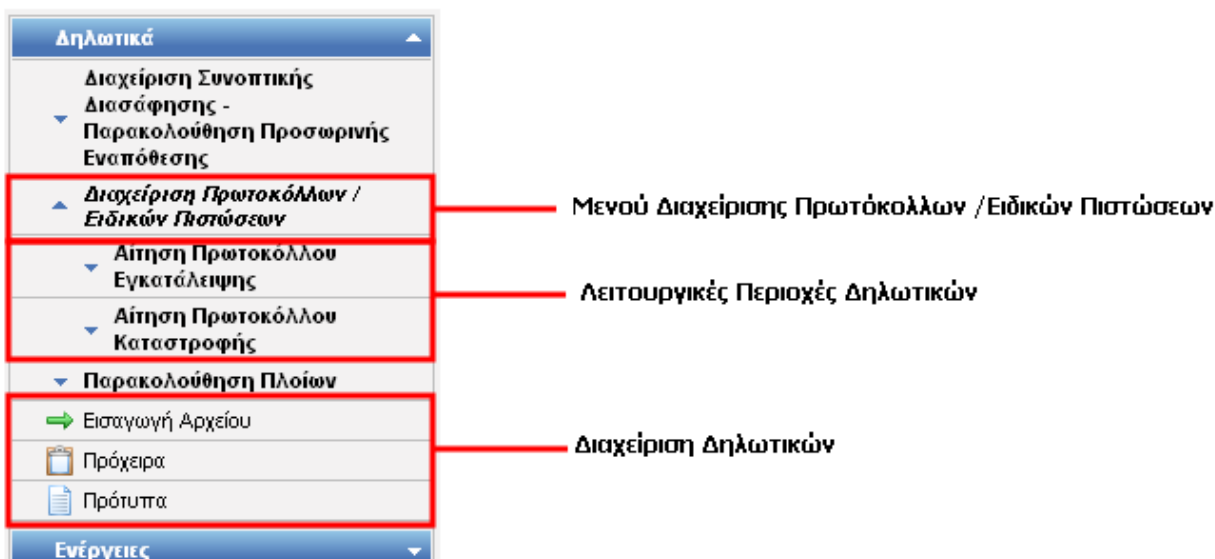 Δηλωτικά
Διαχείριση Συνοπτικής
Διασάφησης -
Παρακολούθηση Προσωρινής
Εναπόθεσης
Διαχείριση Πρωτοκόλλων /
Ειδικών Πιστώσεων
Μενού Διαχείρισης Πρωτόκολλων /Ειδικών Πιστώσεων
Αίτηση Πρωτοκόλλου
Εγκατάλειψης
Λειτουργικές Περιοχές Δηλωτικών
Αίτηση Πρωτοκόλλου
Καταστροφής
Παρακολούθηση Πλοίων
Εισαγωγή Αρχείου
Πρόχειρα
Διαχείριση Δηλωτικών
Πρότυπα
Ενέργειες